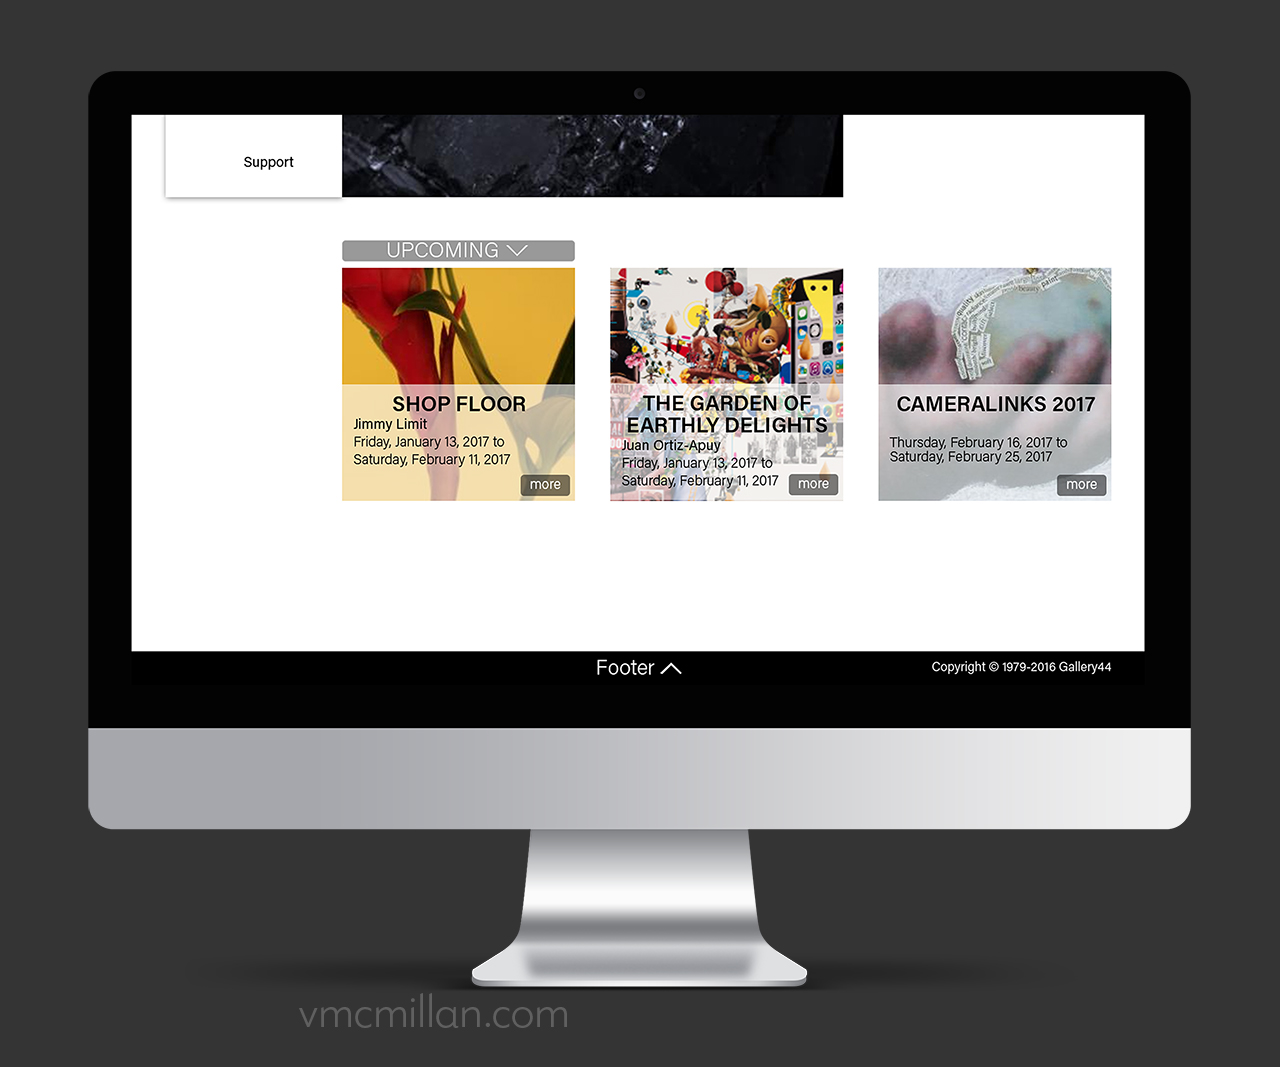 Support
UPCOMING
SHOP FLOOR
Jimmy Limit
Friday, January 13, 2017 to
Saturday, February 11, 2017
more
THE GARDEN OF
EARTHLY DELIGHTS
Juan Ortiz-Apuy
Friday, January 13, 2017 to
Saturday, February 11, 2017
more
CAMERALINKS 2017
Thursday, February 16, 2017 to
Saturday, February 25, 2017
more
Footer
Copyright © 1979-2016 Gallery44
vmcmillan.com